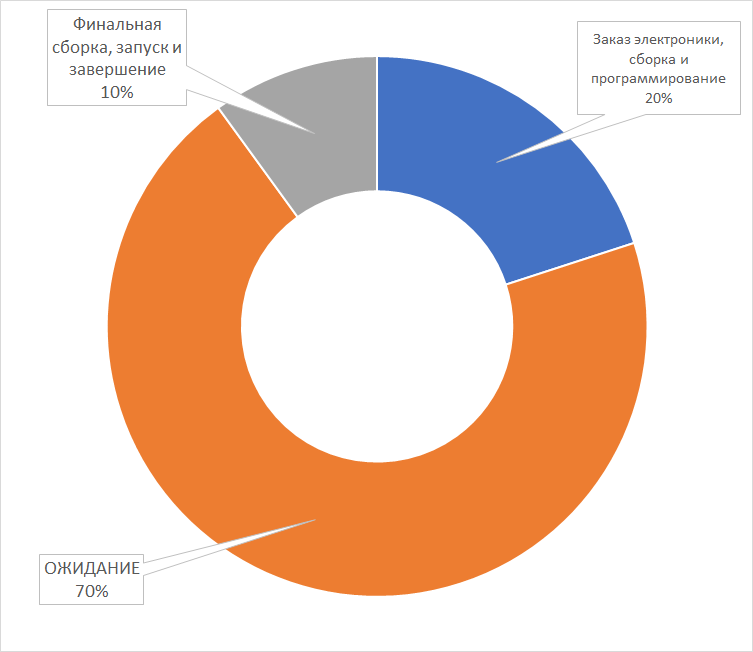 Финальная
сборка, запуск и
завершение
10%
Заказ электроники,
сборка и
программирование
20%
ОЖИДАНИЕ
70%